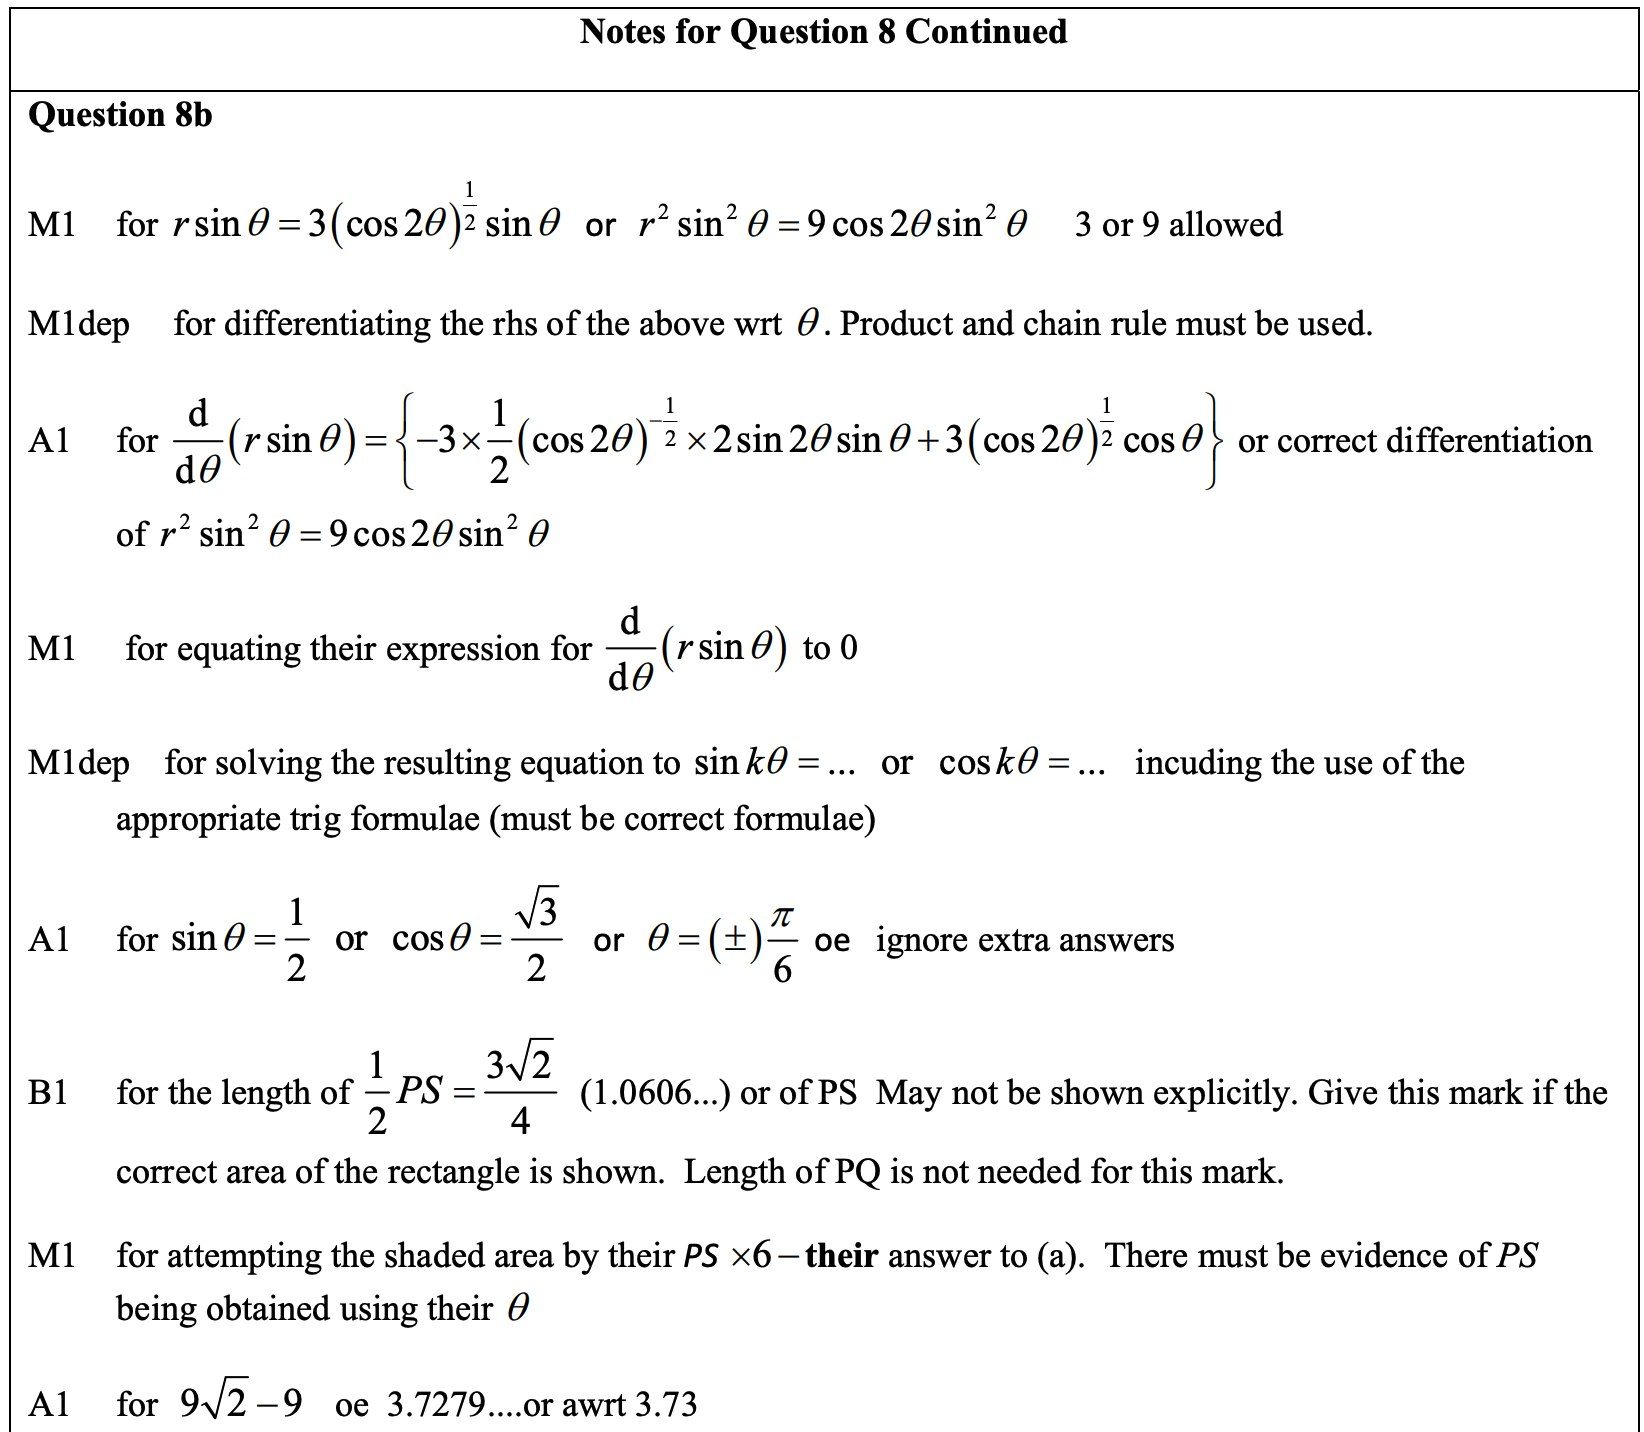 Notes for Question 8 Continued
Question 8b
M1 for r sin θ = 3(cos 2θ)^{1/2} sin θ or r² sin² θ = 9 cos 2θ sin² θ 3 or 9 allowed
M1dep for differentiating the rhs of the above wrt θ. Product and chain rule must be used.
A1 for d/dθ (r sin θ) = {−3 × 1/2 (cos 2θ)^{−1/2} × 2 sin 2θ sin θ + 3(cos 2θ)^{1/2} cos θ} or correct differentiation
of r² sin² θ = 9 cos 2θ sin² θ
M1 for equating their expression for d/dθ (r sin θ) to 0
M1dep for solving the resulting equation to sin kθ = ... or cos kθ = ... incuding the use of the
appropriate trig formulae (must be correct formulae)
A1 for sin θ = 1/2 or cos θ = √3/2 or θ = (±) π/6 oe ignore extra answers
B1 for the length of 1/2 PS = 3√2/4 (1.0606...) or of PS May not be shown explicitly. Give this mark if the
correct area of the rectangle is shown. Length of PQ is not needed for this mark.
M1 for attempting the shaded area by their PS ×6 − their answer to (a). There must be evidence of PS
being obtained using their θ
A1 for 9√2 − 9 oe 3.7279....or awrt 3.73